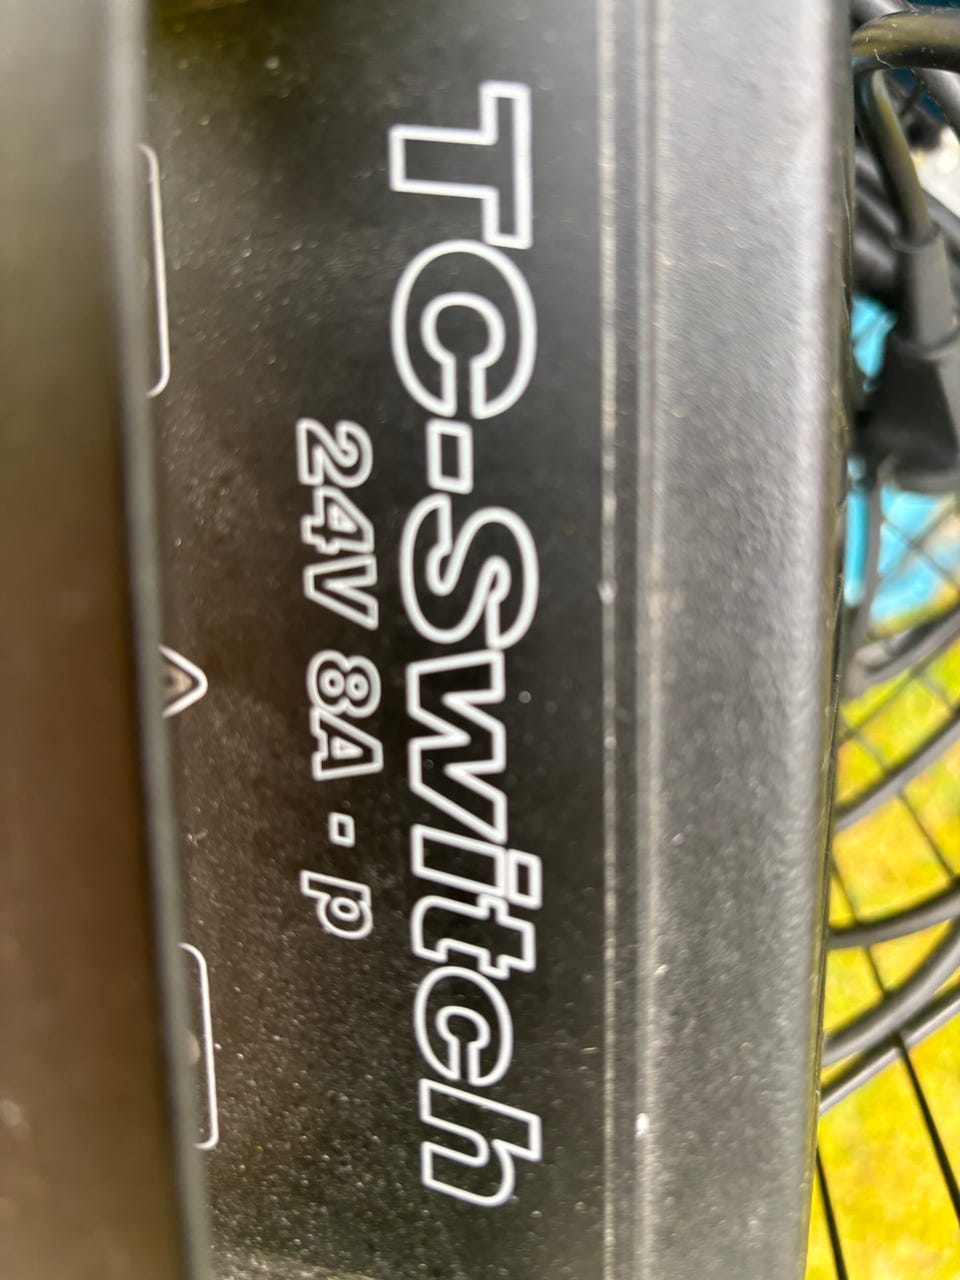 TC-Switch
24V 8A - p